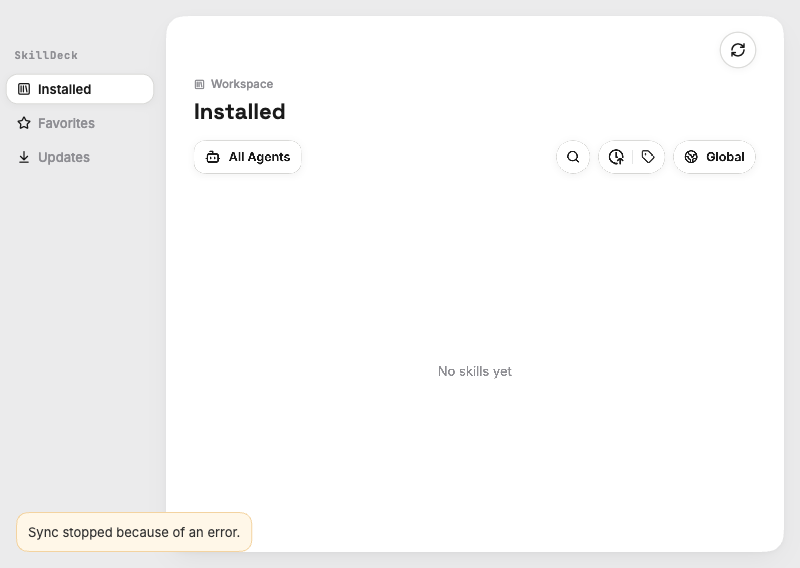 SkillDeck
Installed
Favorites
Updates
Workspace
Installed
All Agents
Global
No skills yet
Sync stopped because of an error.